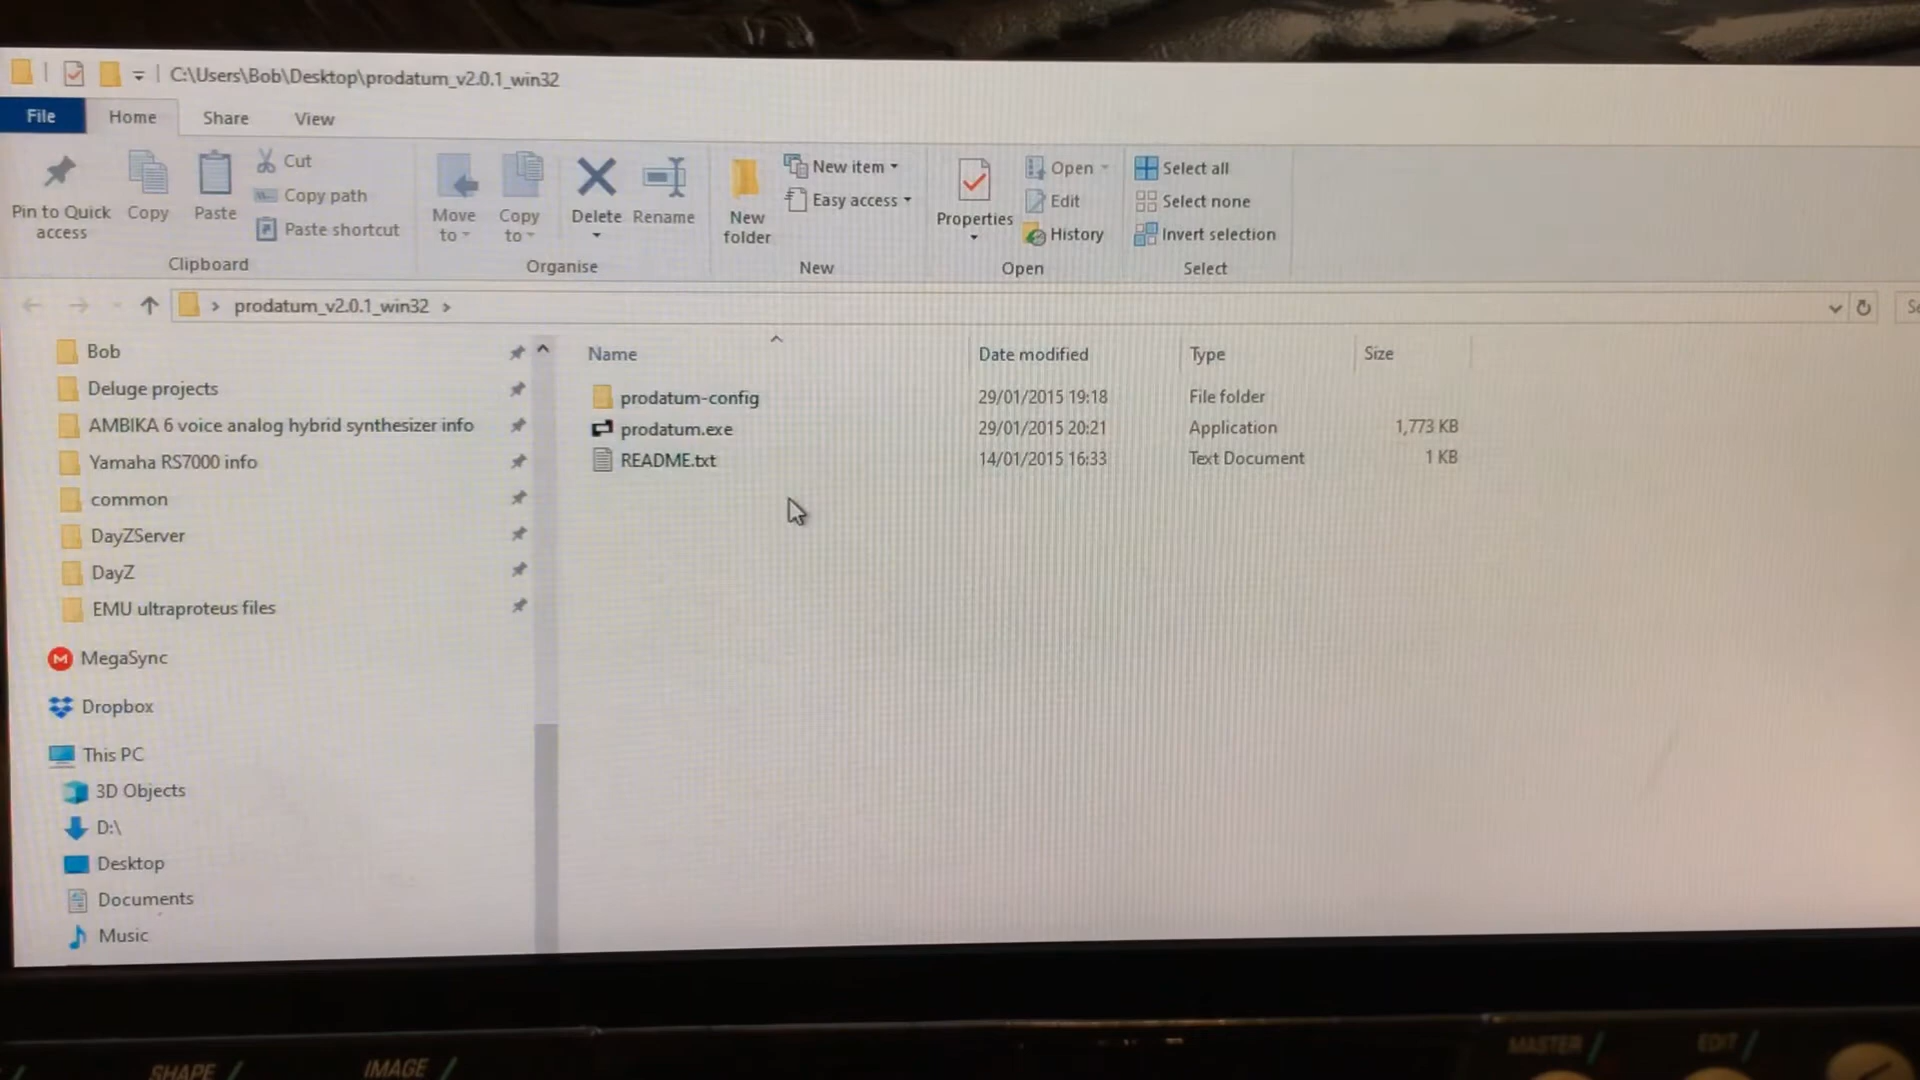 C:\Users\Bob\Desktop\prodatum_v2.0.1_win32
File Home Share View
Pin to Quick access
Copy
Paste
Cut
Copy path
Paste shortcut
Move to
Copy to
Delete
Rename
New folder
New item
Easy access
Properties
Open
Edit
History
Select all
Select none
Invert selection
Clipboard Organise New Open Select
prodatum_v2.0.1_win32
Name Date modified Type Size
prodatum-config 29/01/2015 19:18 File folder
prodatum.exe 29/01/2015 20:21 Application 1,773 KB
README.txt 14/01/2015 16:33 Text Document 1 KB
Bob
Deluge projects
AMBIKA 6 voice analog hybrid synthesizer info
Yamaha RS7000 info
common
DayZServer
DayZ
EMU ultraproteus files
MegaSync
Dropbox
This PC
3D Objects
D:\
Desktop
Documents
Music
SHAPE / IMAGE / MASTER / EDIT /